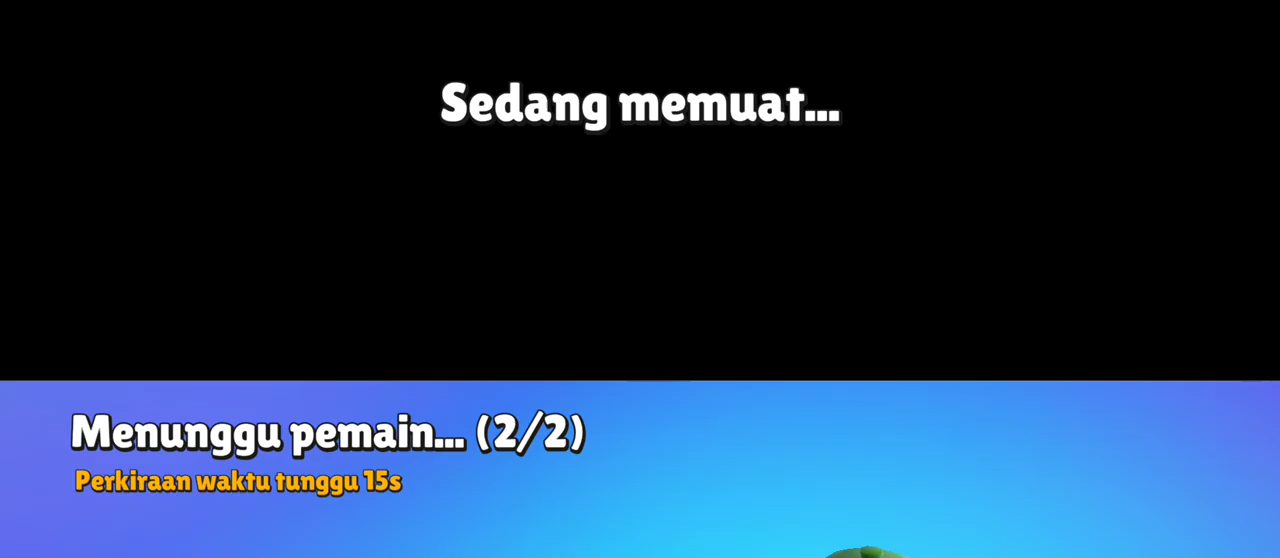 Sedang memuat...
Menunggu pemain... (2/2)
Perkiraan waktu tunggu 15s